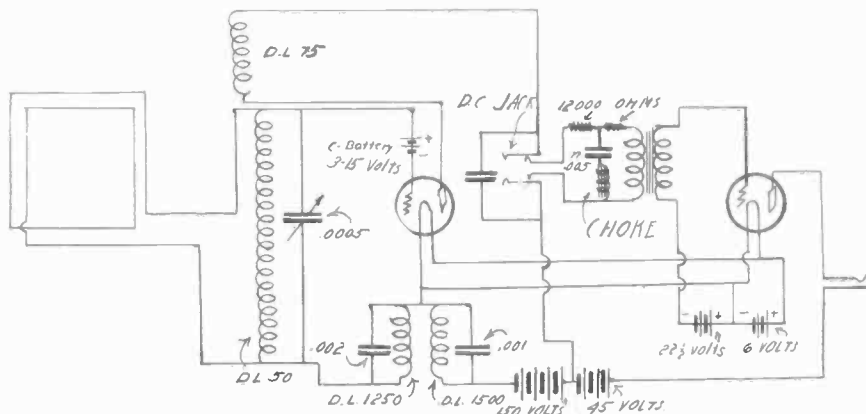 D.L 75
D.C JACK
12000 OHMS
C-Battery
3-15 Volts
.005
.0005
CHOKE
.002
.001
DL 50
D.L. 1250
D.L. 1500
150 VOLTS
45 VOLTS
22½ VOLTS
6 VOLTS